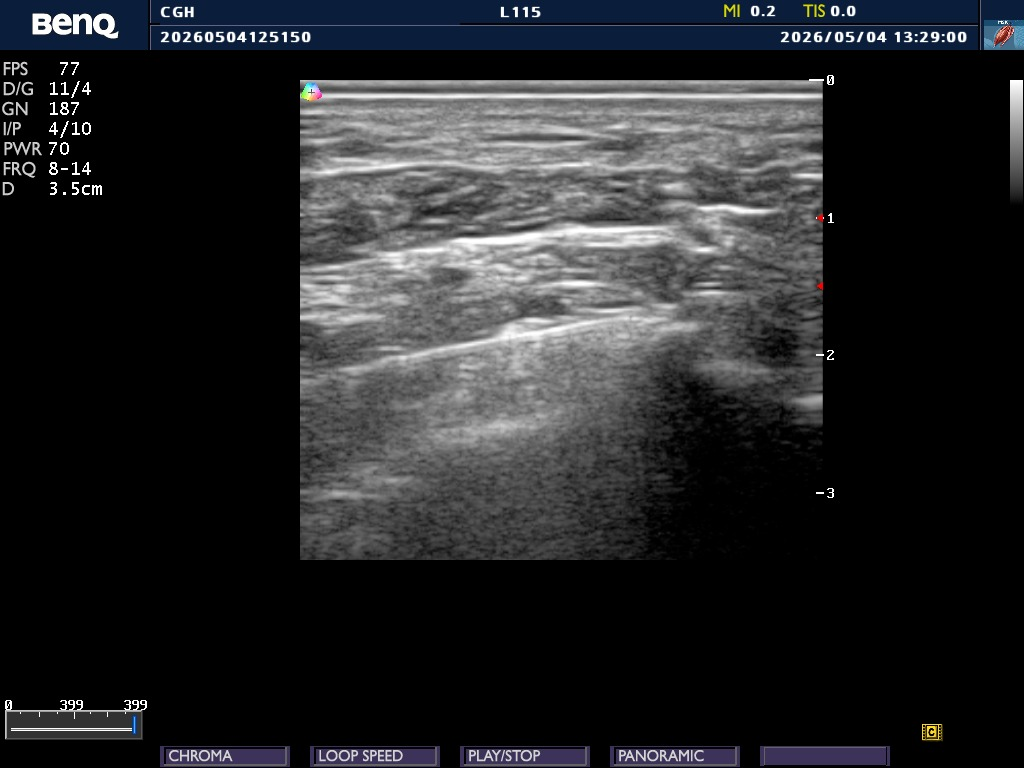 BenQ
CGH L115 MI 0.2 TIS 0.0
20260504125150 2026/05/04 13:29:00
FPS 77
D/G 11/4
GN 187
I/P 4/10
PWR 70
FRQ 8-14
D 3.5cm
0
1
2
3
0 399 399
C
CHROMA LOOP SPEED PLAY/STOP PANORAMIC